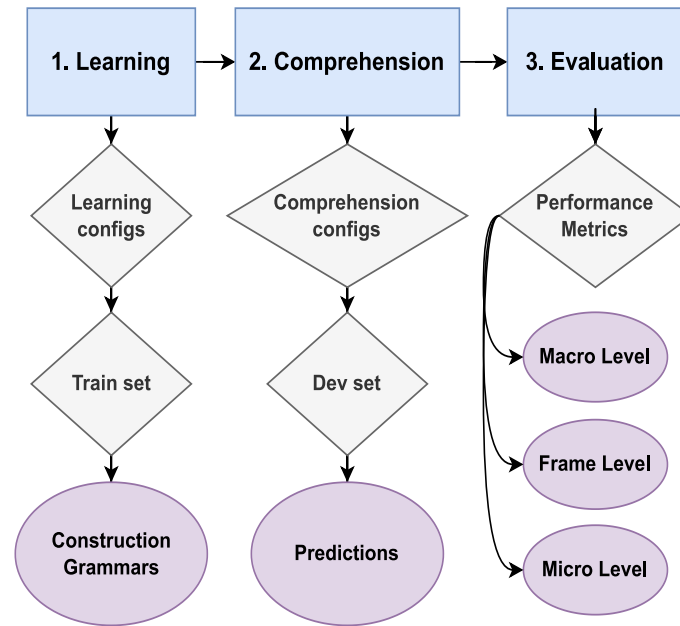 1. Learning
2. Comprehension
3. Evaluation
Learning
configs
Comprehension
configs
Performance
Metrics
Train set
Dev set
Macro Level
Frame Level
Micro Level
Construction
Grammars
Predictions